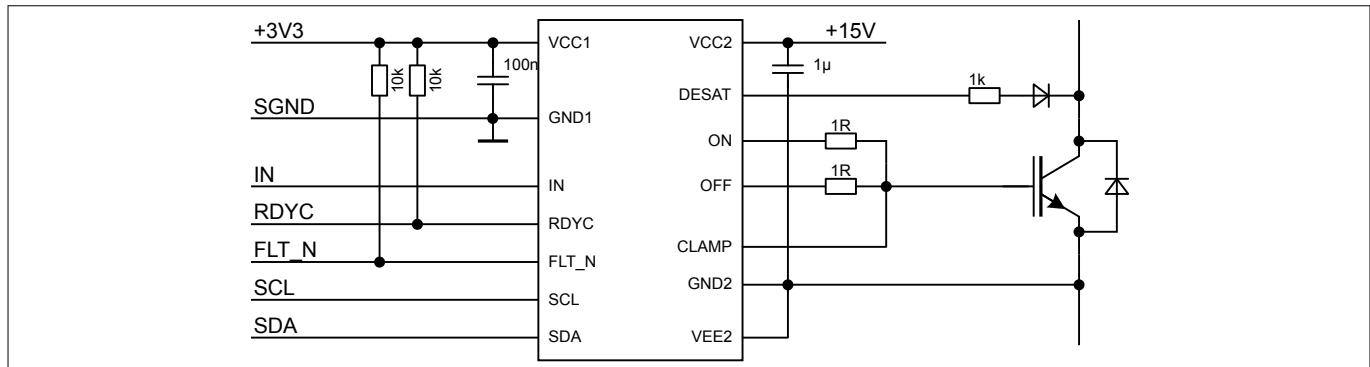 +3V3 VCC1 VCC2 +15V
10k 10k 100n 1µ
DESAT 1k
SGND GND1
ON 1R
IN IN OFF 1R
RDYC RDYC
CLAMP
FLT_N FLT_N
GND2
SCL SCL
SDA SDA VEE2